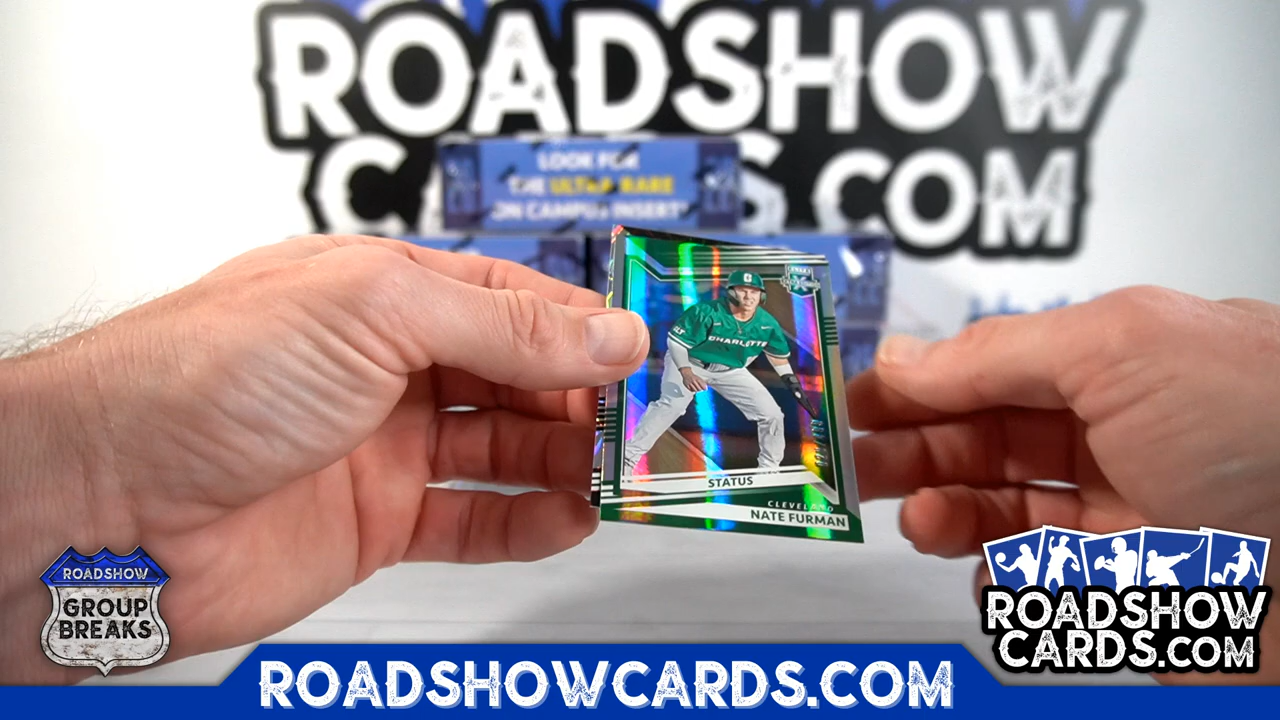 ROADSHOW
CARDS.COM
LOOK FOR
THE ULTRA-RARE
ON CAMPUS INSERT!
C
CHARLOTTE
STATUS
CLEVELAND
NATE FURMAN
ROADSHOW
GROUP
BREAKS
ROADSHOW
CARDS.COM
ROADSHOWCARDS.COM